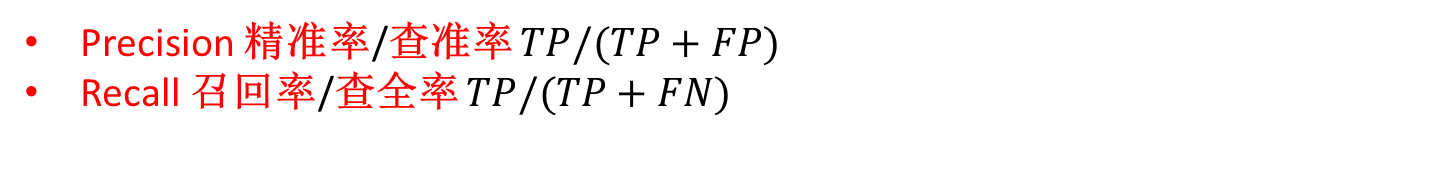 • Precision 精准率/查准率 TP/(TP + FP)
• Recall 召回率/查全率 TP/(TP + FN)